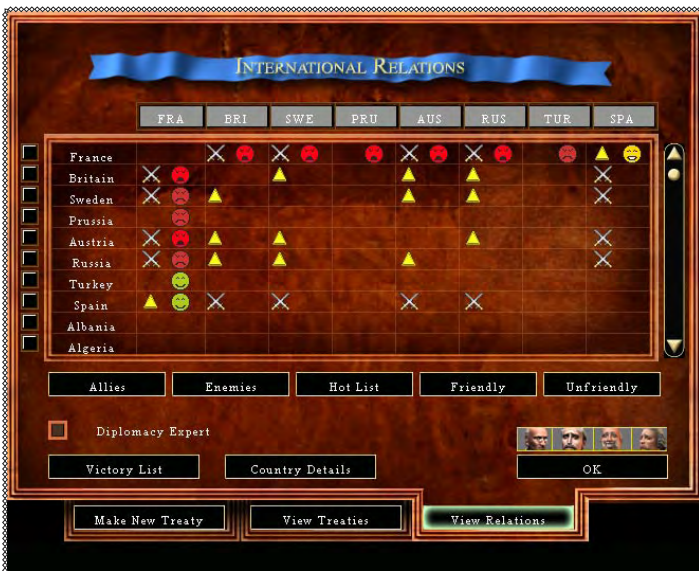 INTERNATIONAL RELATIONS
FRA BRI SWE PRU AUS RUS TUR SPA
France
Britain
Sweden
Prussia
Austria
Russia
Turkey
Spain
Albania
Algeria
Allies Enemies Hot List Friendly Unfriendly
Diplomacy Expert
Victory List Country Details OK
Make New Treaty View Treaties View Relations